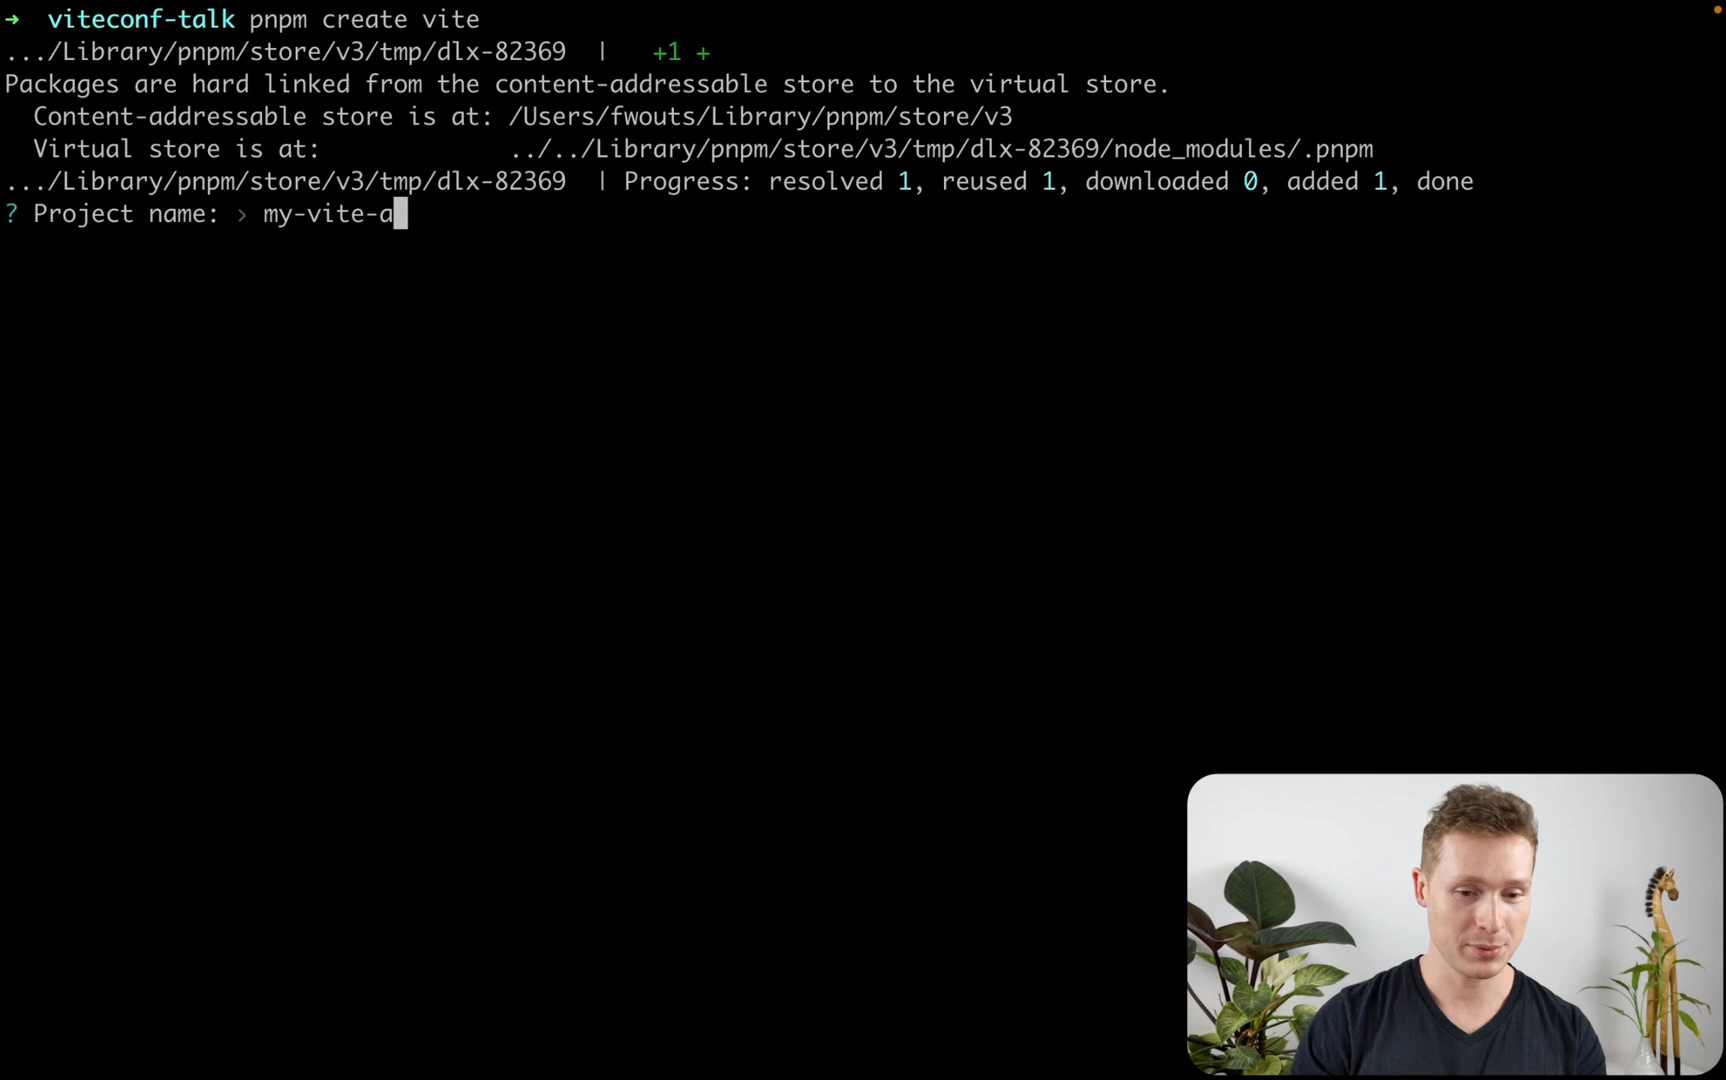 ➜  viteconf-talk pnpm create vite
.../Library/pnpm/store/v3/tmp/dlx-82369  |   +1 +
Packages are hard linked from the content-addressable store to the virtual store.
  Content-addressable store is at: /Users/fwouts/Library/pnpm/store/v3
  Virtual store is at:             ../../Library/pnpm/store/v3/tmp/dlx-82369/node_modules/.pnpm
.../Library/pnpm/store/v3/tmp/dlx-82369  | Progress: resolved 1, reused 1, downloaded 0, added 1, done
? Project name: › my-vite-a